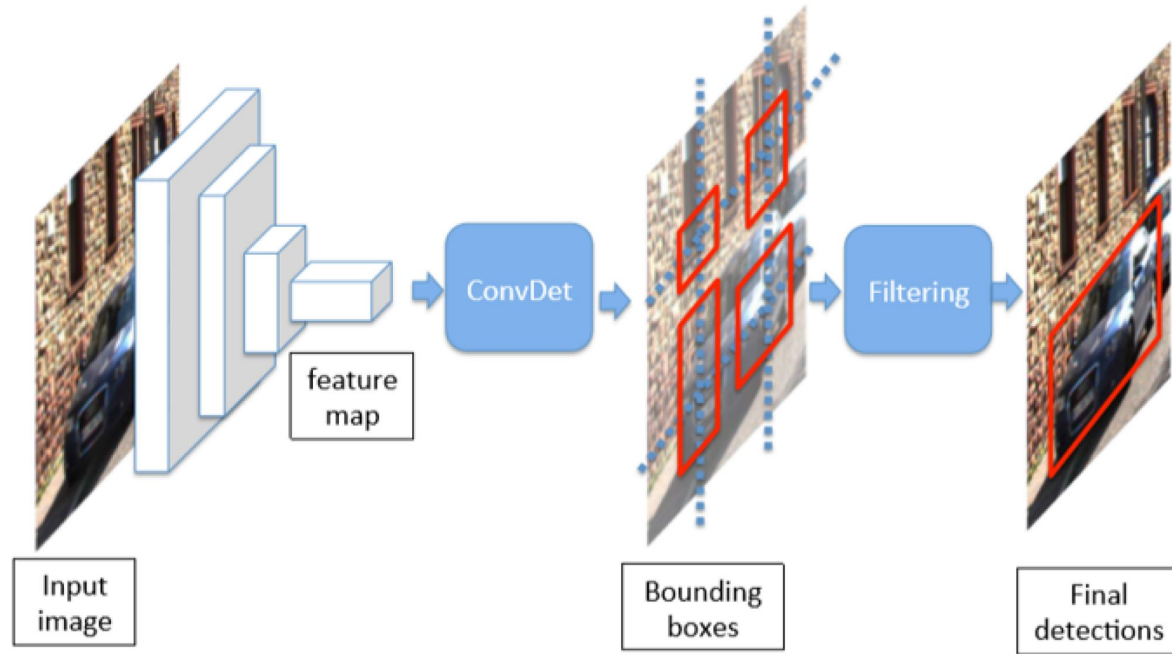 ConvDet
Filtering
feature
map
Input
image
Bounding
boxes
Final
detections